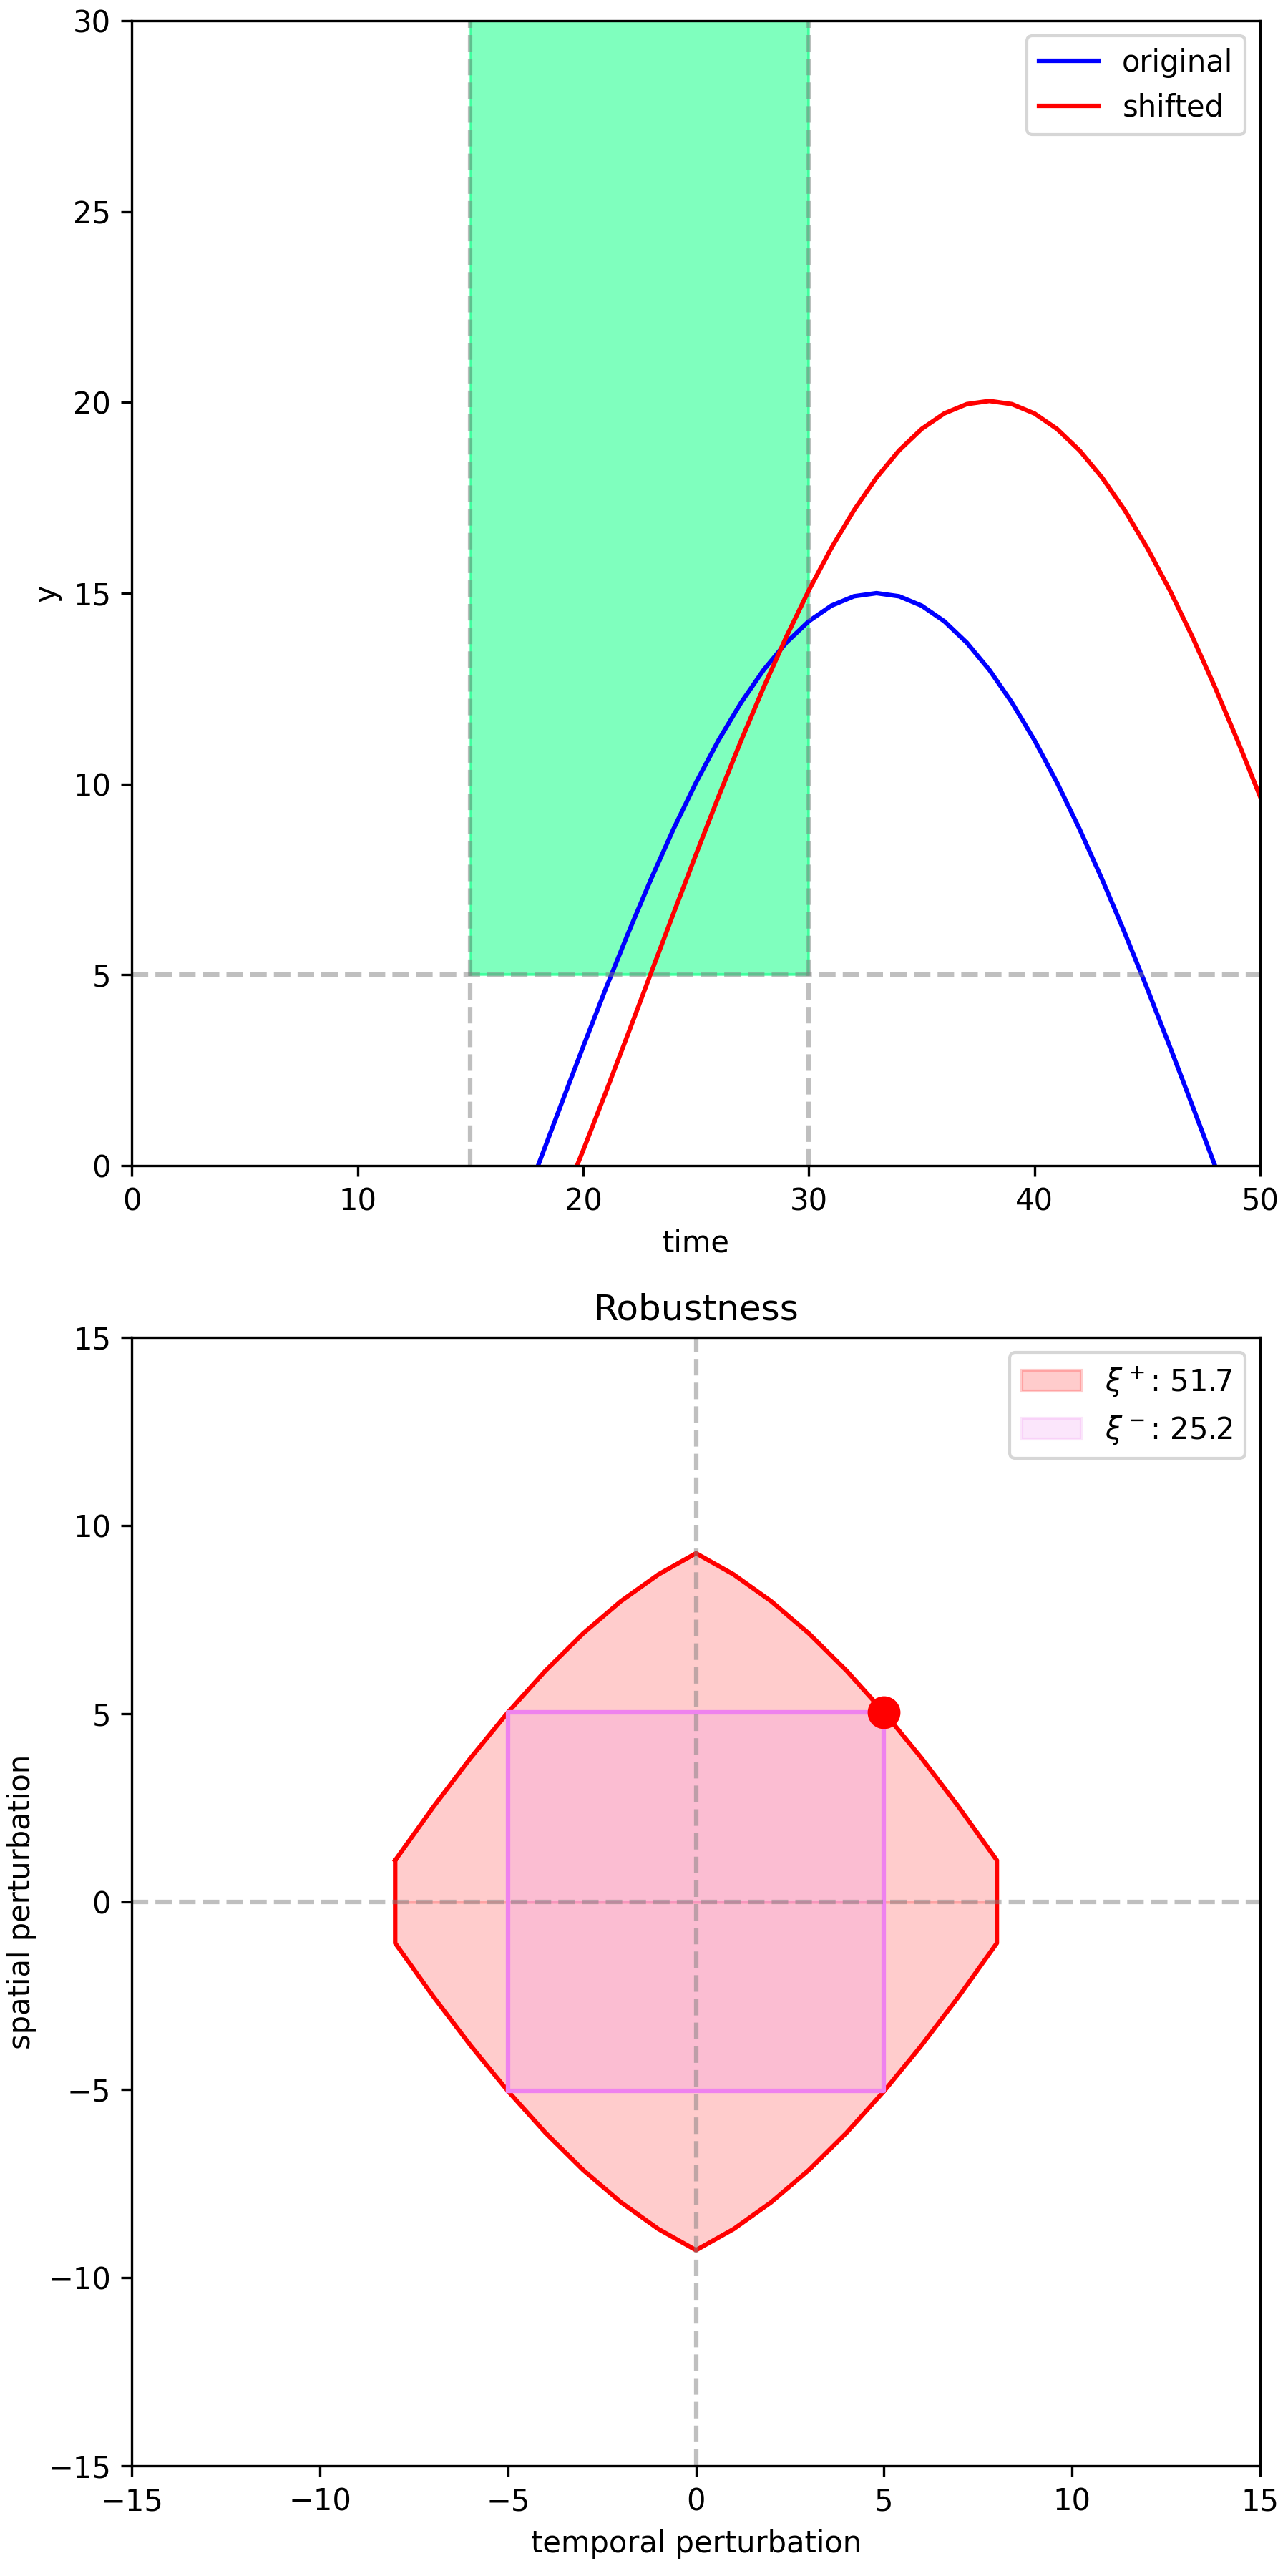 30
25
20
15
10
5
0
y
original
shifted
0 10 20 30 40 50
time
Robustness
15
10
5
0
−5
−10
−15
spatial perturbation
ξ⁺: 51.7
ξ⁻: 25.2
−15 −10 −5 0 5 10 15
temporal perturbation